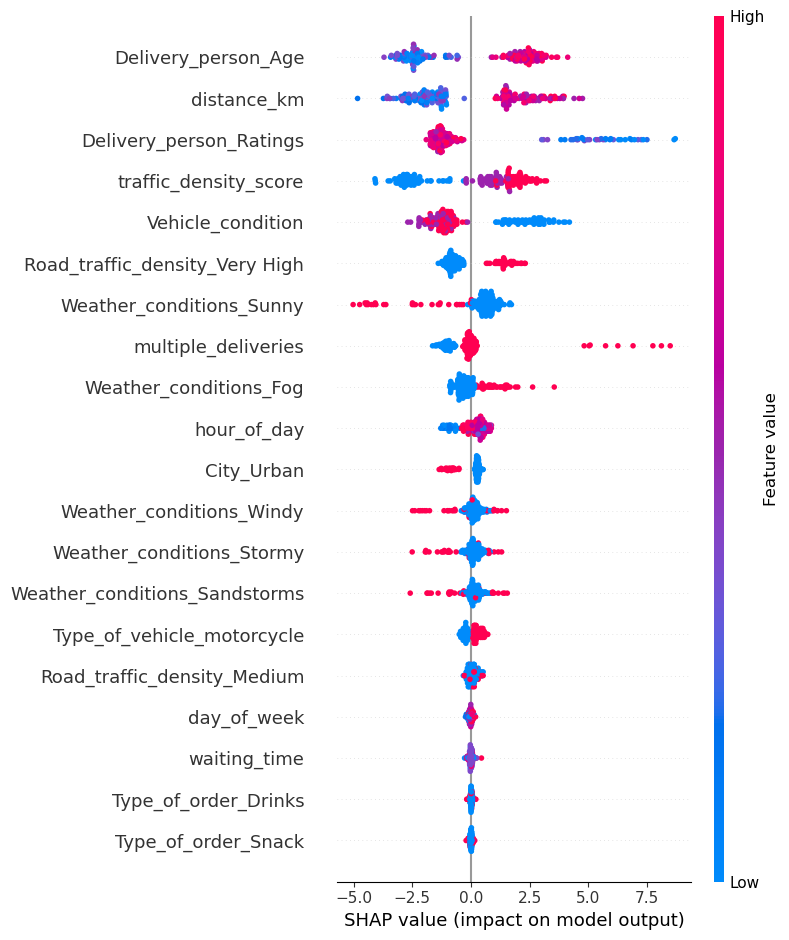 High
Delivery_person_Age
distance_km
Delivery_person_Ratings
traffic_density_score
Vehicle_condition
Road_traffic_density_Very High
Weather_conditions_Sunny
multiple_deliveries
Weather_conditions_Fog
hour_of_day
City_Urban
Weather_conditions_Windy
Weather_conditions_Stormy
Weather_conditions_Sandstorms
Type_of_vehicle_motorcycle
Road_traffic_density_Medium
day_of_week
waiting_time
Type_of_order_Drinks
Type_of_order_Snack
Feature value
Low
−5.0 −2.5 0.0 2.5 5.0 7.5
SHAP value (impact on model output)